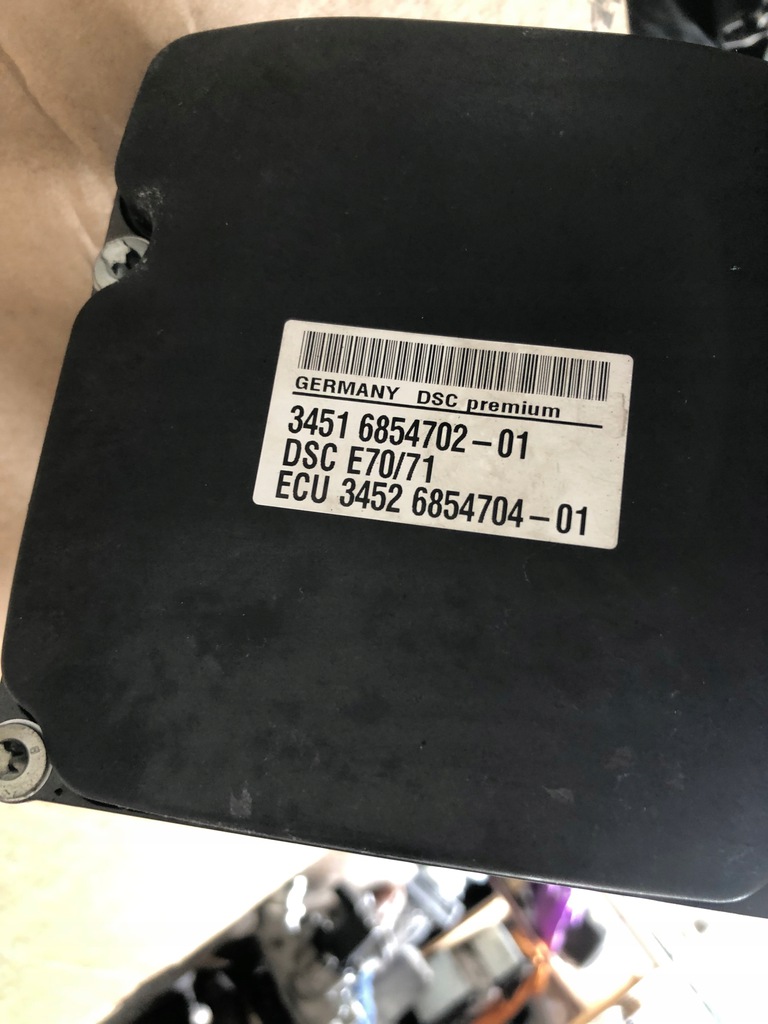 GERMANY DSC premium
3451 6854702-01
DSC E70/71
ECU 3452 6854704-01